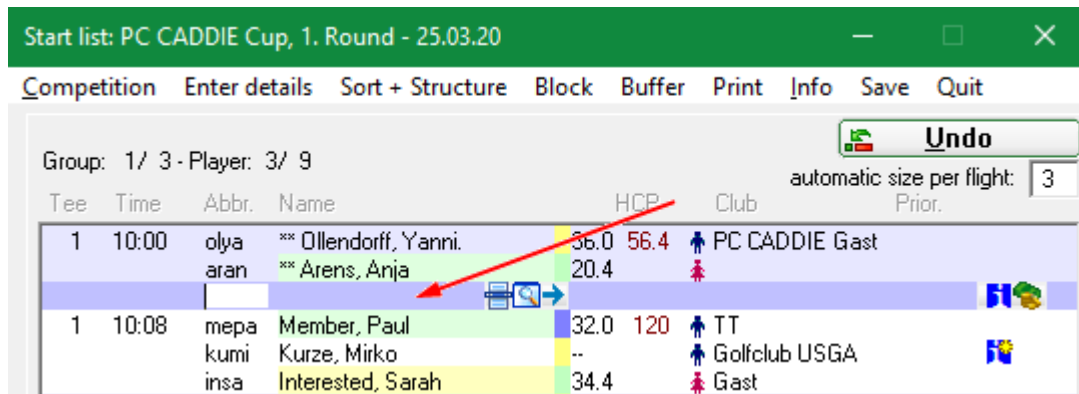 Start list: PC CADDIE Cup, 1. Round - 25.03.20
Competition Enter details Sort + Structure Block Buffer Print Info Save Quit
Undo
Group: 1/ 3 - Player: 3/ 9
automatic size per flight: 3
Tee Time Abbr. Name HCP Club Prior.
1 10:00 olya ** Ollendorff, Yanni. 36.0 56.4 PC CADDIE Gast
aran ** Arens, Anja 20.4
1 10:08 mepa Member, Paul 32.0 120 TT
kumi Kurze, Mirko -- Golfclub USGA
insa Interested, Sarah 34.4 Gast